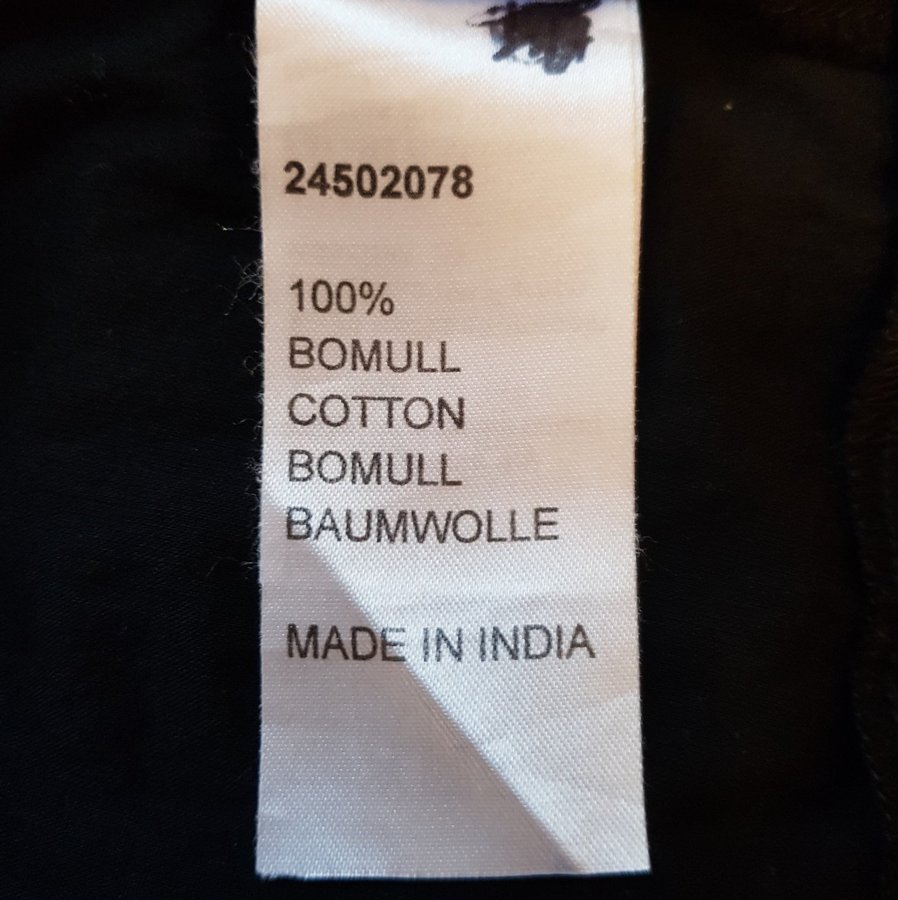 24502078
100%
BOMULL
COTTON
BOMULL
BAUMWOLLE
MADE IN INDIA